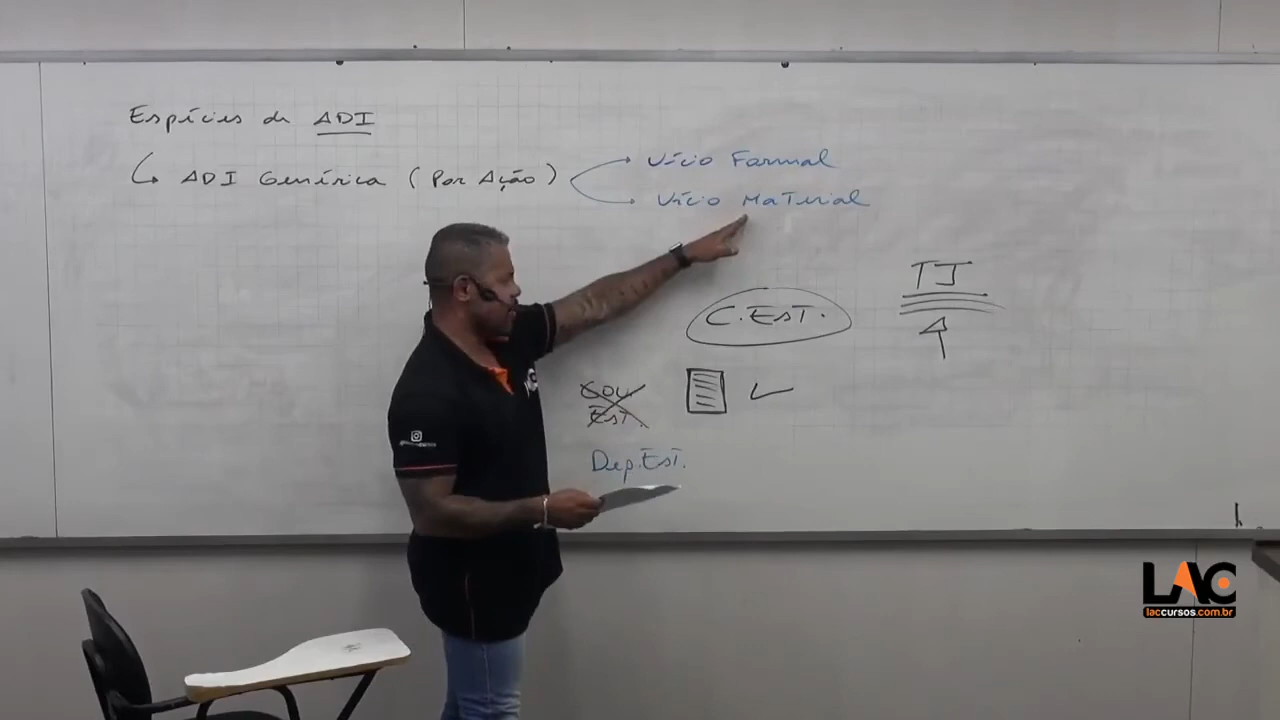 Espécies de ADI
ADI Genérica (Por Ação)
Vício Formal
Vício Material
TJ
C.EST.
GOV.
EST.
Dep.EsT.
LAC
laccursos.com.br